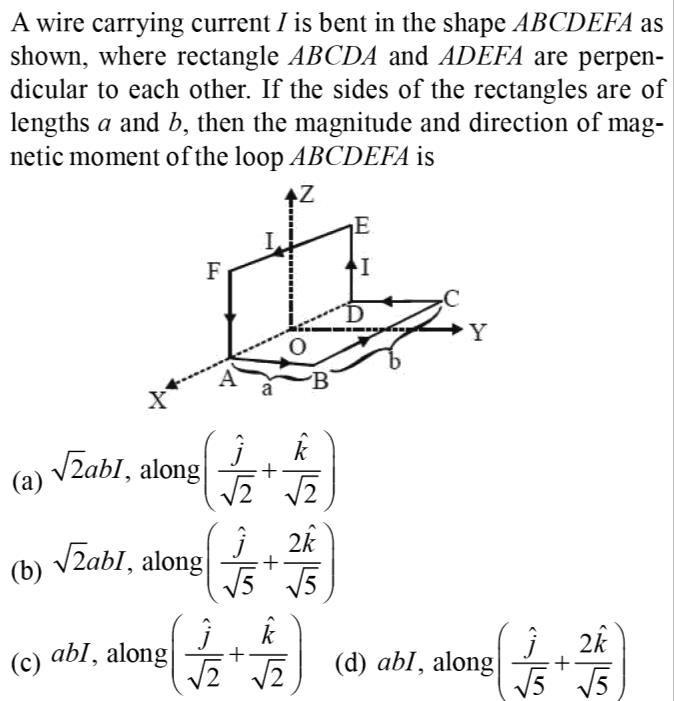 A wire carrying current I is bent in the shape ABCDEFA as
shown, where rectangle ABCDA and ADEFA are perpen-
dicular to each other. If the sides of the rectangles are of
lengths a and b, then the magnitude and direction of mag-
netic moment of the loop ABCDEFA is
Z
E
I
F
I
C
D
Y
O
b
A
a
B
X
(a) √2abI, along (ĵ/√2 + k̂/√2)
(b) √2abI, along (ĵ/√5 + 2k̂/√5)
(c) abI, along (ĵ/√2 + k̂/√2) (d) abI, along (ĵ/√5 + 2k̂/√5)